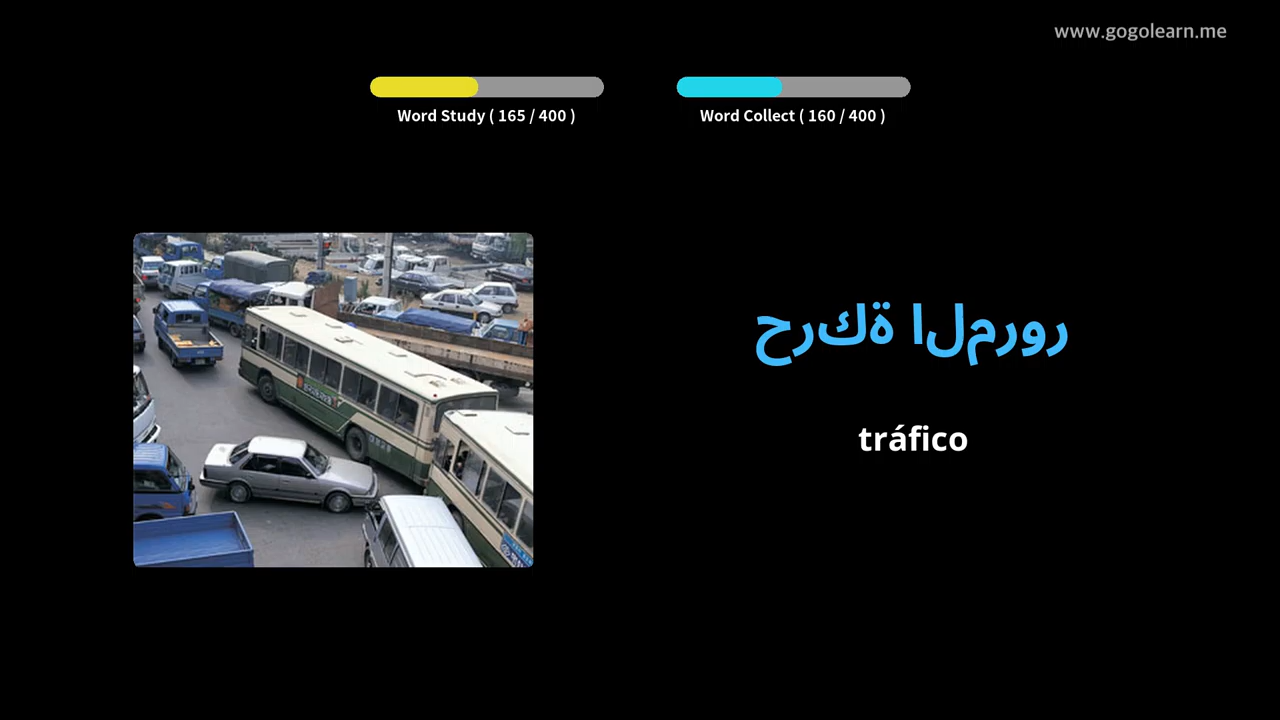 www.gogolearn.me
Word Study ( 165 / 400 )
Word Collect ( 160 / 400 )
حركة المرور
tráfico